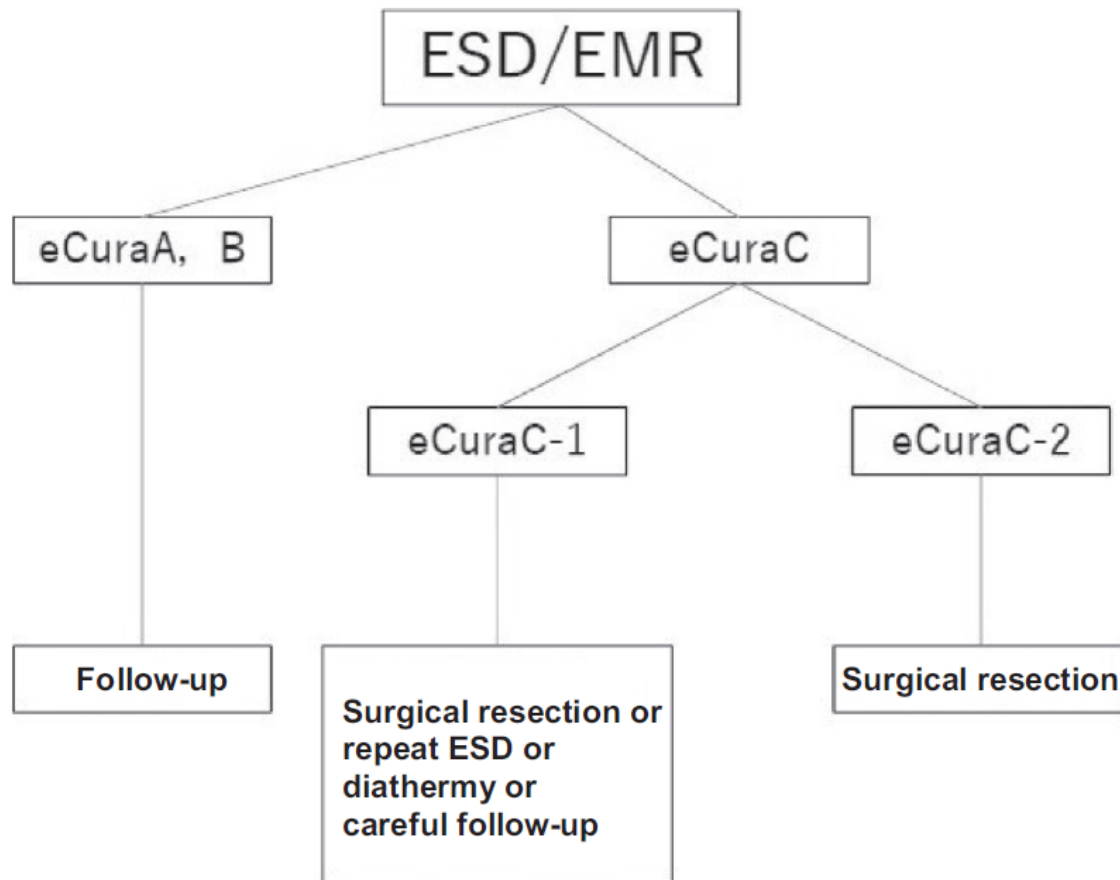 ESD/EMR
eCuraA, B
eCuraC
eCuraC-1
eCuraC-2
Follow-up
Surgical resection or
repeat ESD or
diathermy or
careful follow-up
Surgical resection